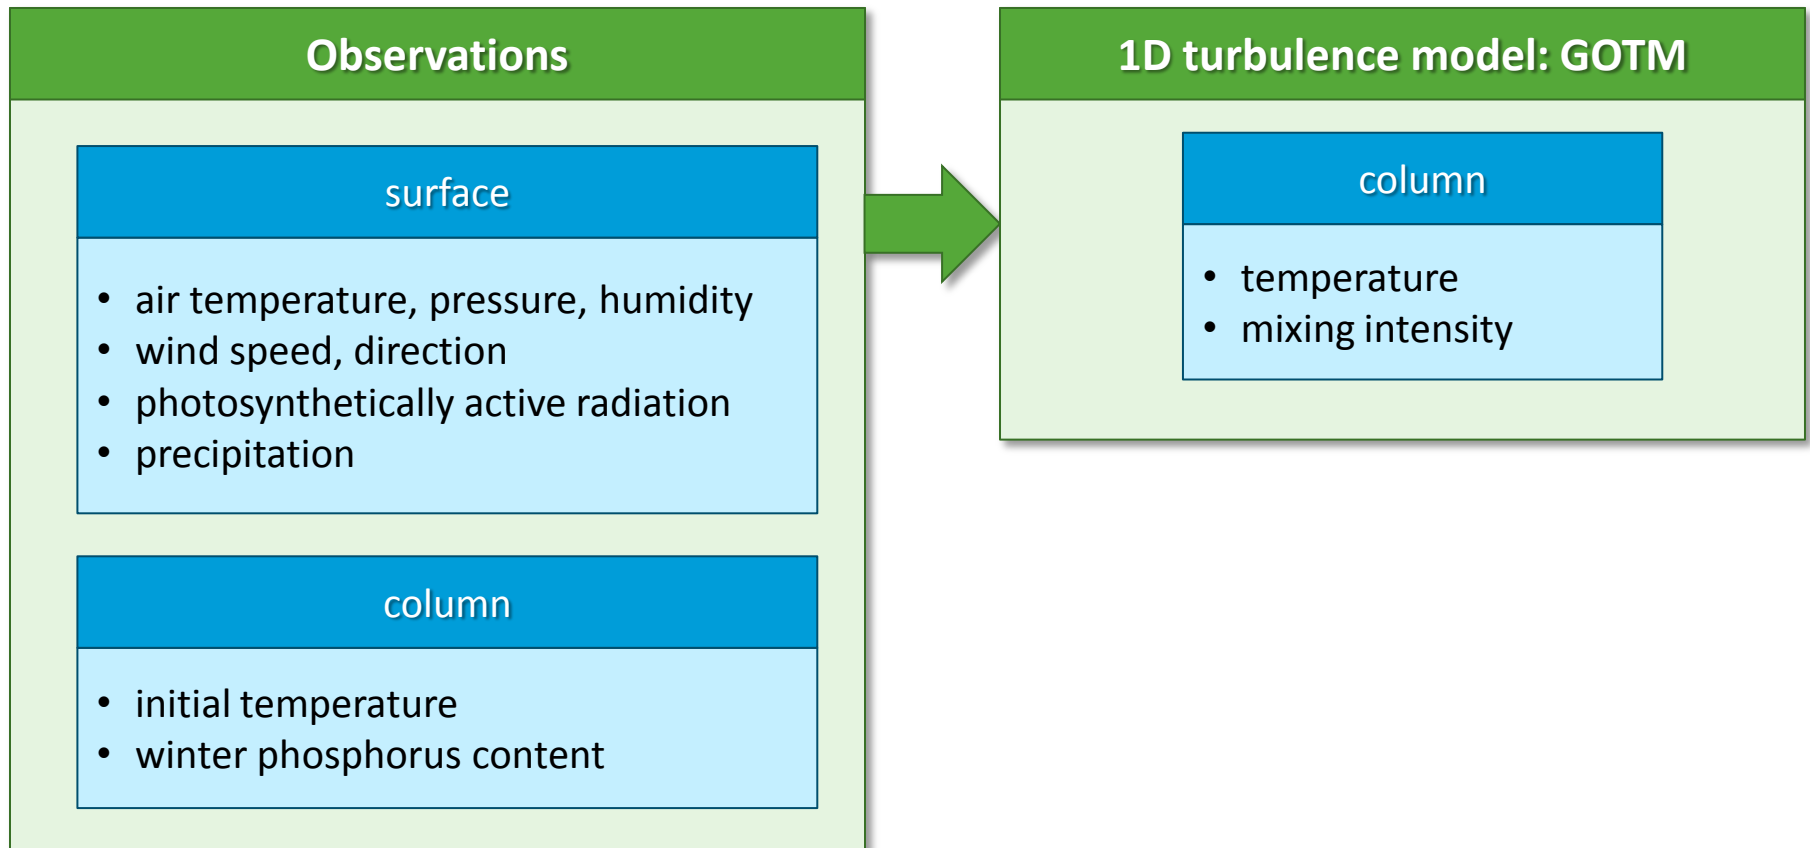 Observations
surface
• air temperature, pressure, humidity
• wind speed, direction
• photosynthetically active radiation
• precipitation
column
• initial temperature
• winter phosphorus content
1D turbulence model: GOTM
column
• temperature
• mixing intensity